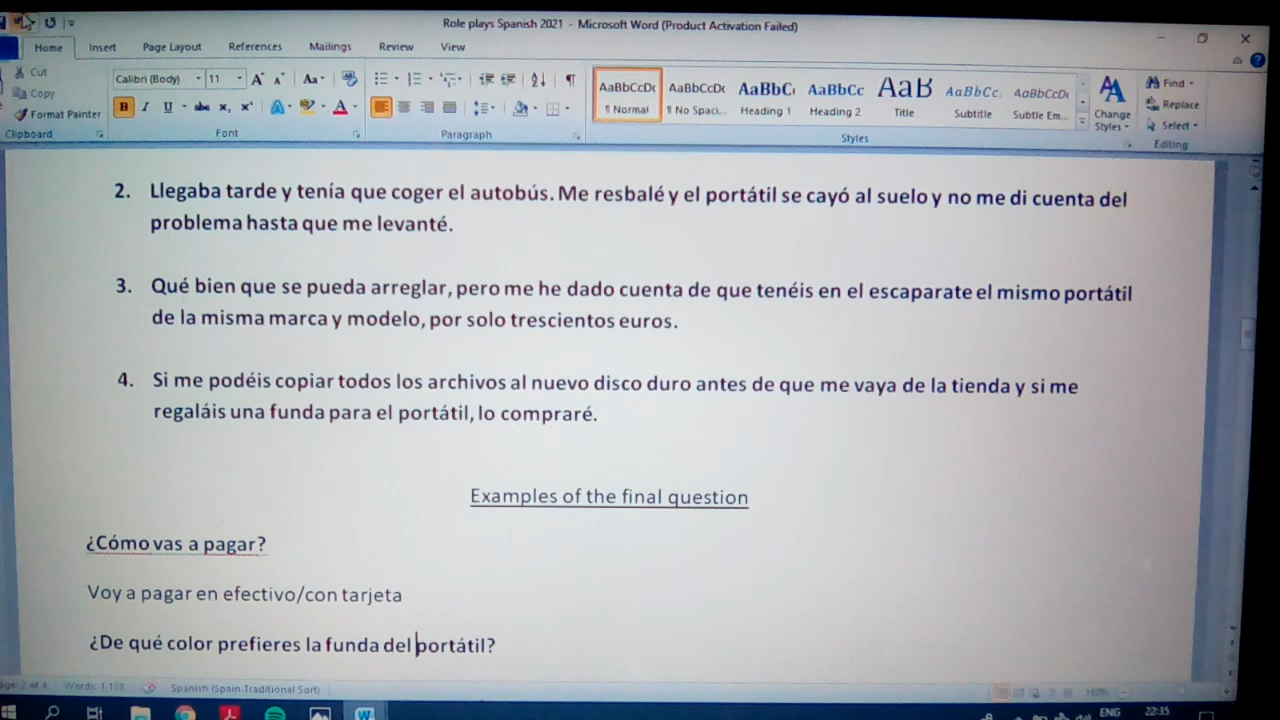 Role plays Spanish 2021 - Microsoft Word (Product Activation Failed)
Home Insert Page Layout References Mailings Review View
Cut
Copy
Format Painter
Clipboard
Calibri (Body) 11
Font
Paragraph
AaBbCcDc AaBbCcDc AaBbC AaBbCc AaB AaBbCc. AaBbCcDc
¶ Normal ¶ No Spaci... Heading 1 Heading 2 Title Subtitle Subtle Em...
Styles
Change
Styles
Find
Replace
Select
Editing
2. Llegaba tarde y tenía que coger el autobús. Me resbalé y el portátil se cayó al suelo y no me di cuenta del
problema hasta que me levanté.
3. Qué bien que se pueda arreglar, pero me he dado cuenta de que tenéis en el escaparate el mismo portátil
de la misma marca y modelo, por solo trescientos euros.
4. Si me podéis copiar todos los archivos al nuevo disco duro antes de que me vaya de la tienda y si me
regaláis una funda para el portátil, lo compraré.
Examples of the final question
¿Cómo vas a pagar?
Voy a pagar en efectivo/con tarjeta
¿De qué color prefieres la funda del portátil?
2 of 4 Words: 1,132 Spanish (Spain-Traditional Sort) 160%
ENG 22:35